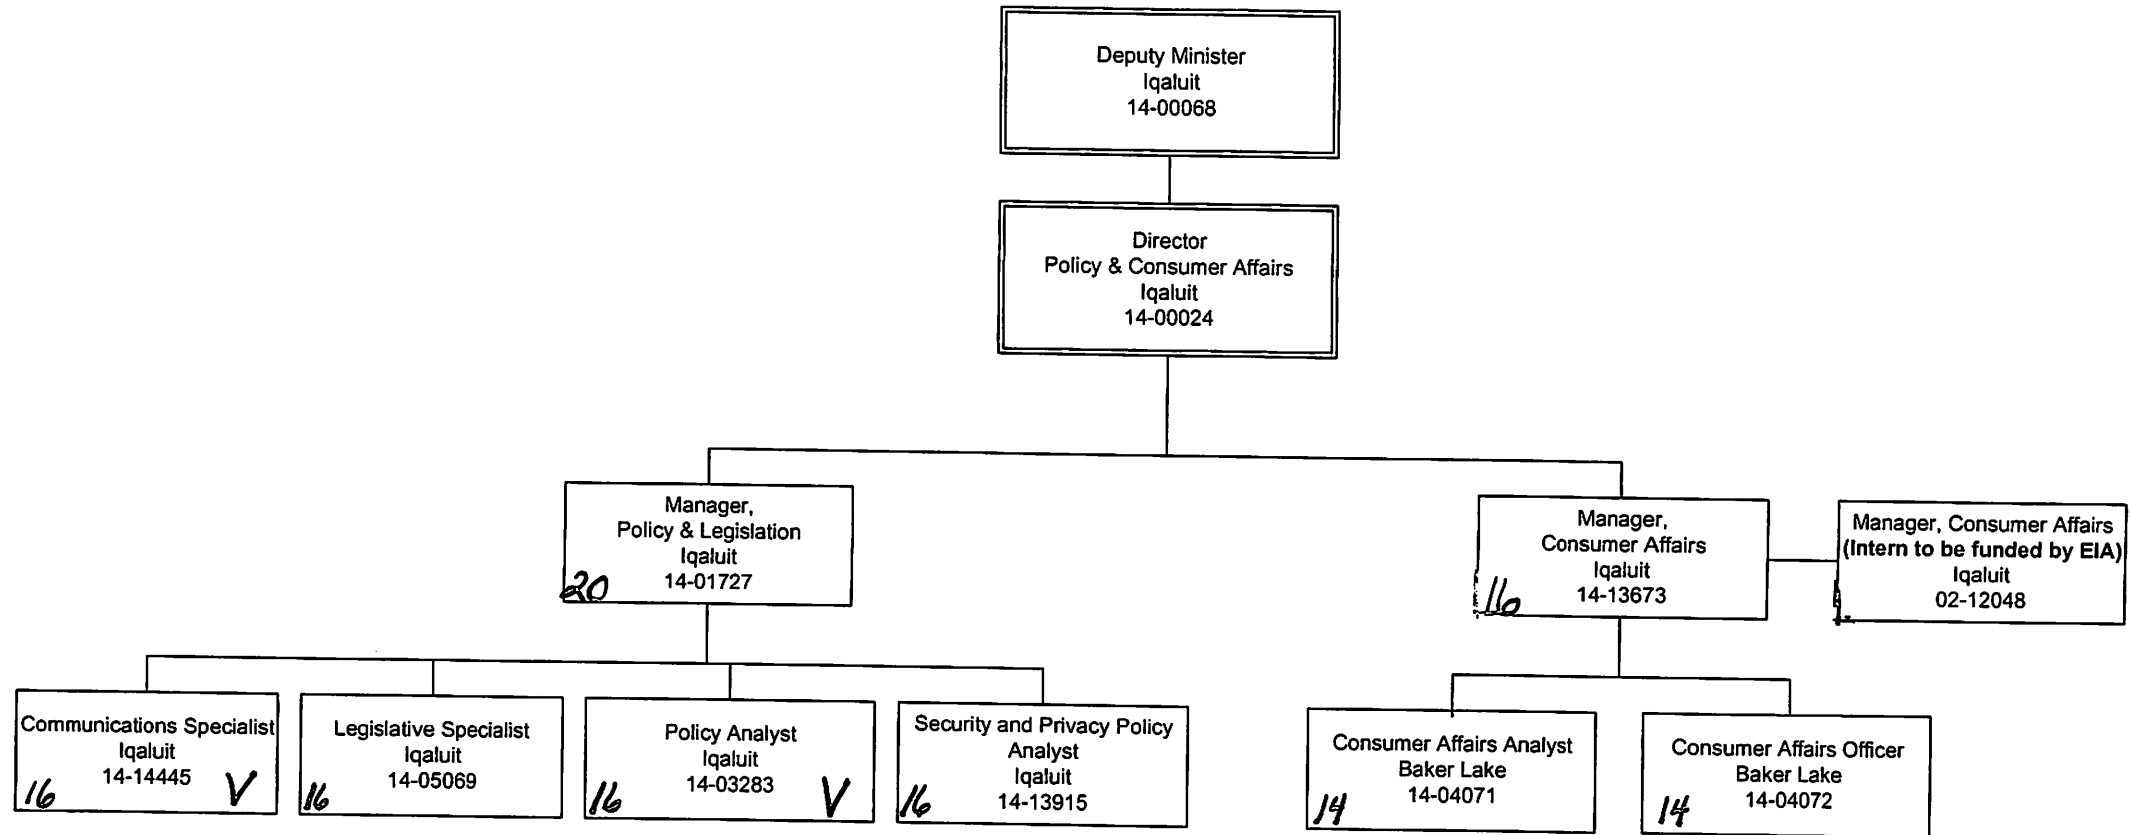 Deputy Minister
Iqaluit
14-00068
Director
Policy & Consumer Affairs
Iqaluit
14-00024
Manager,
Policy & Legislation
Iqaluit
14-01727
20
Manager,
Consumer Affairs
Iqaluit
14-13673
16
Manager, Consumer Affairs
(Intern to be funded by EIA)
Iqaluit
02-12048
Communications Specialist
Iqaluit
14-14445
16 V
Legislative Specialist
Iqaluit
14-05069
16
Policy Analyst
Iqaluit
14-03283
16 V
Security and Privacy Policy
Analyst
Iqaluit
14-13915
16
Consumer Affairs Analyst
Baker Lake
14-04071
14
Consumer Affairs Officer
Baker Lake
14-04072
14